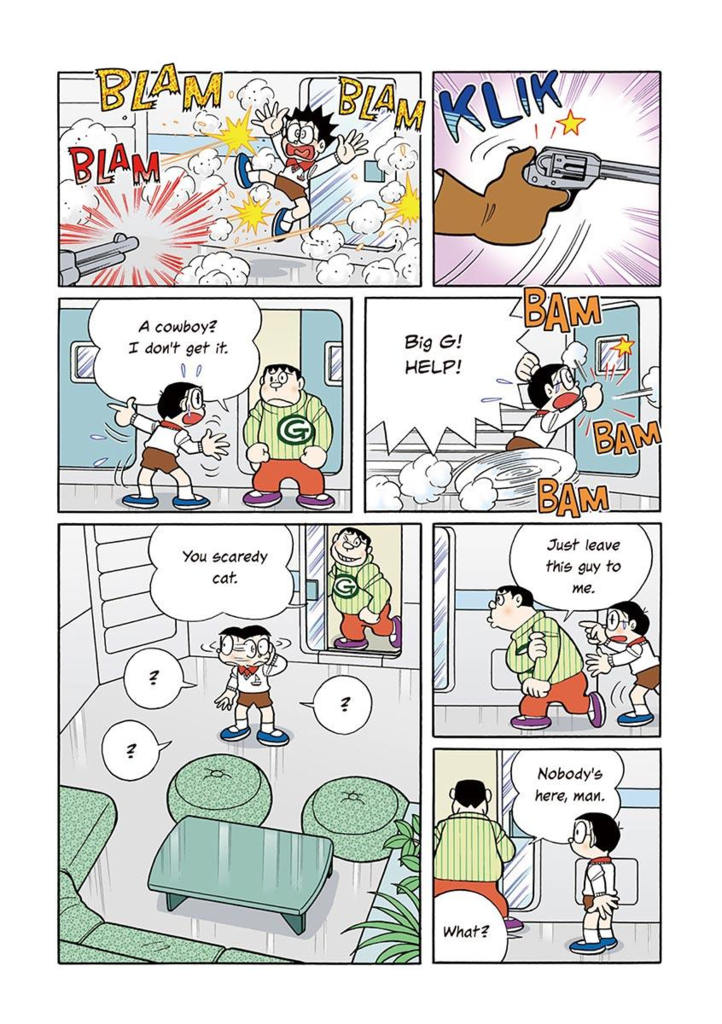 BLAM
BLAM
BLAM
KLIK
A cowboy?
I don't get it.
G
Big G!
HELP!
BAM
BAM
BAM
You scaredy
cat.
G
?
?
?
Just leave
this guy to
me.
Nobody's
here, man.
What?